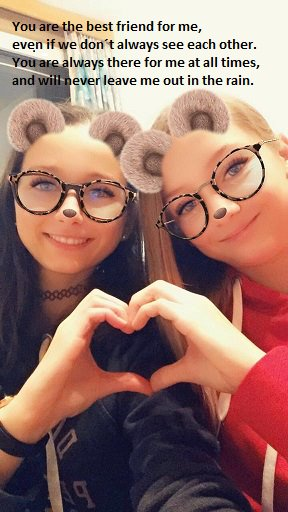 You are the best friend for me,
even if we don´t always see each other.
You are always there for me at all times,
and will never leave me out in the rain.